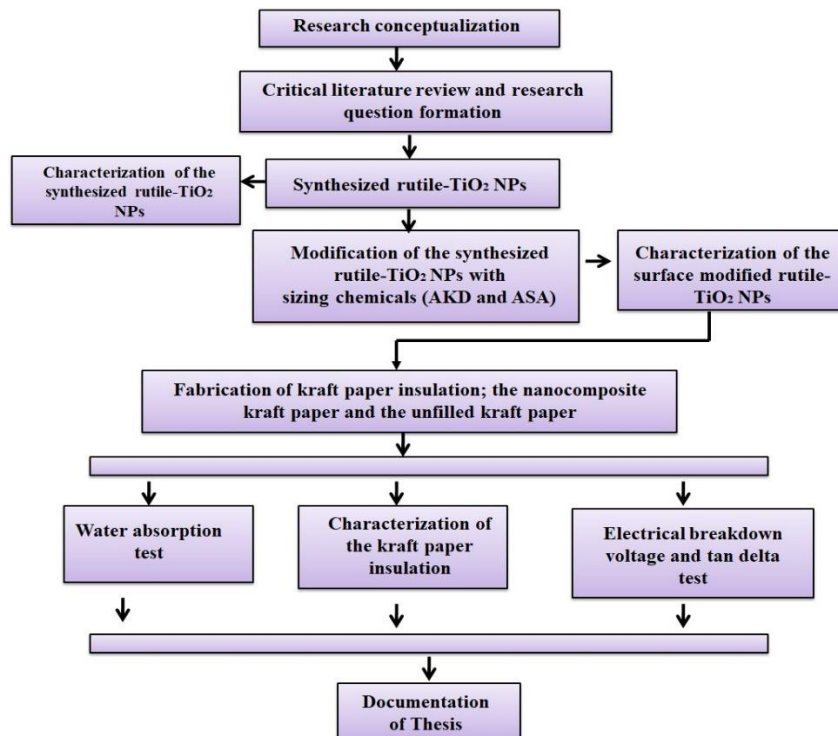 Research conceptualization
Critical literature review and research
question formation
Characterization of the
synthesized rutile-TiO₂
NPs
Synthesized rutile-TiO₂ NPs
Modification of the synthesized
rutile-TiO₂ NPs with
sizing chemicals (AKD and ASA)
Characterization of the
surface modified rutile-
TiO₂ NPs
Fabrication of kraft paper insulation; the nanocomposite
kraft paper and the unfilled kraft paper
Water absorption
test
Characterization of
the kraft paper
insulation
Electrical breakdown
voltage and tan delta
test
Documentation
of Thesis